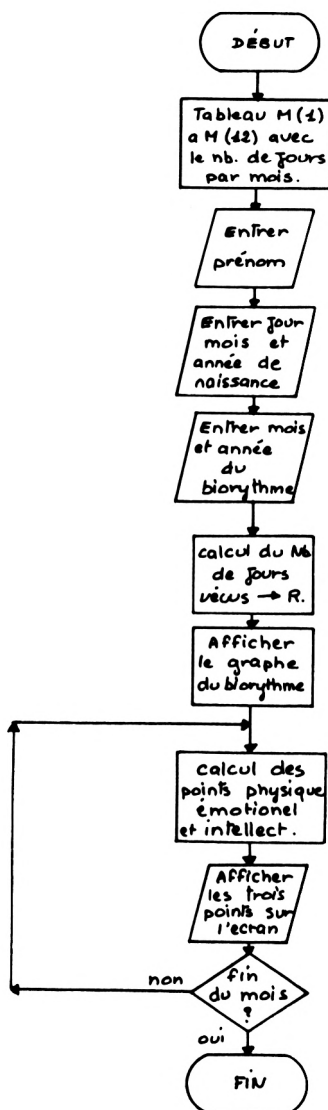 DÉBUT
Tableau M(1)
a M(12) avec
le nb. de jours
par mois.
Entrer
prénom
Entrer jour
mois et
année de
naissance
Entrer mois
et année
du
biorythme
calcul du Nb
de jours
vécus → R.
Afficher
le graphe
du biorythme
calcul des
points physique
émotionel
et intellect.
Afficher
les trois
points sur
l'ecran
non
fin
du mois
?
oui
FIN